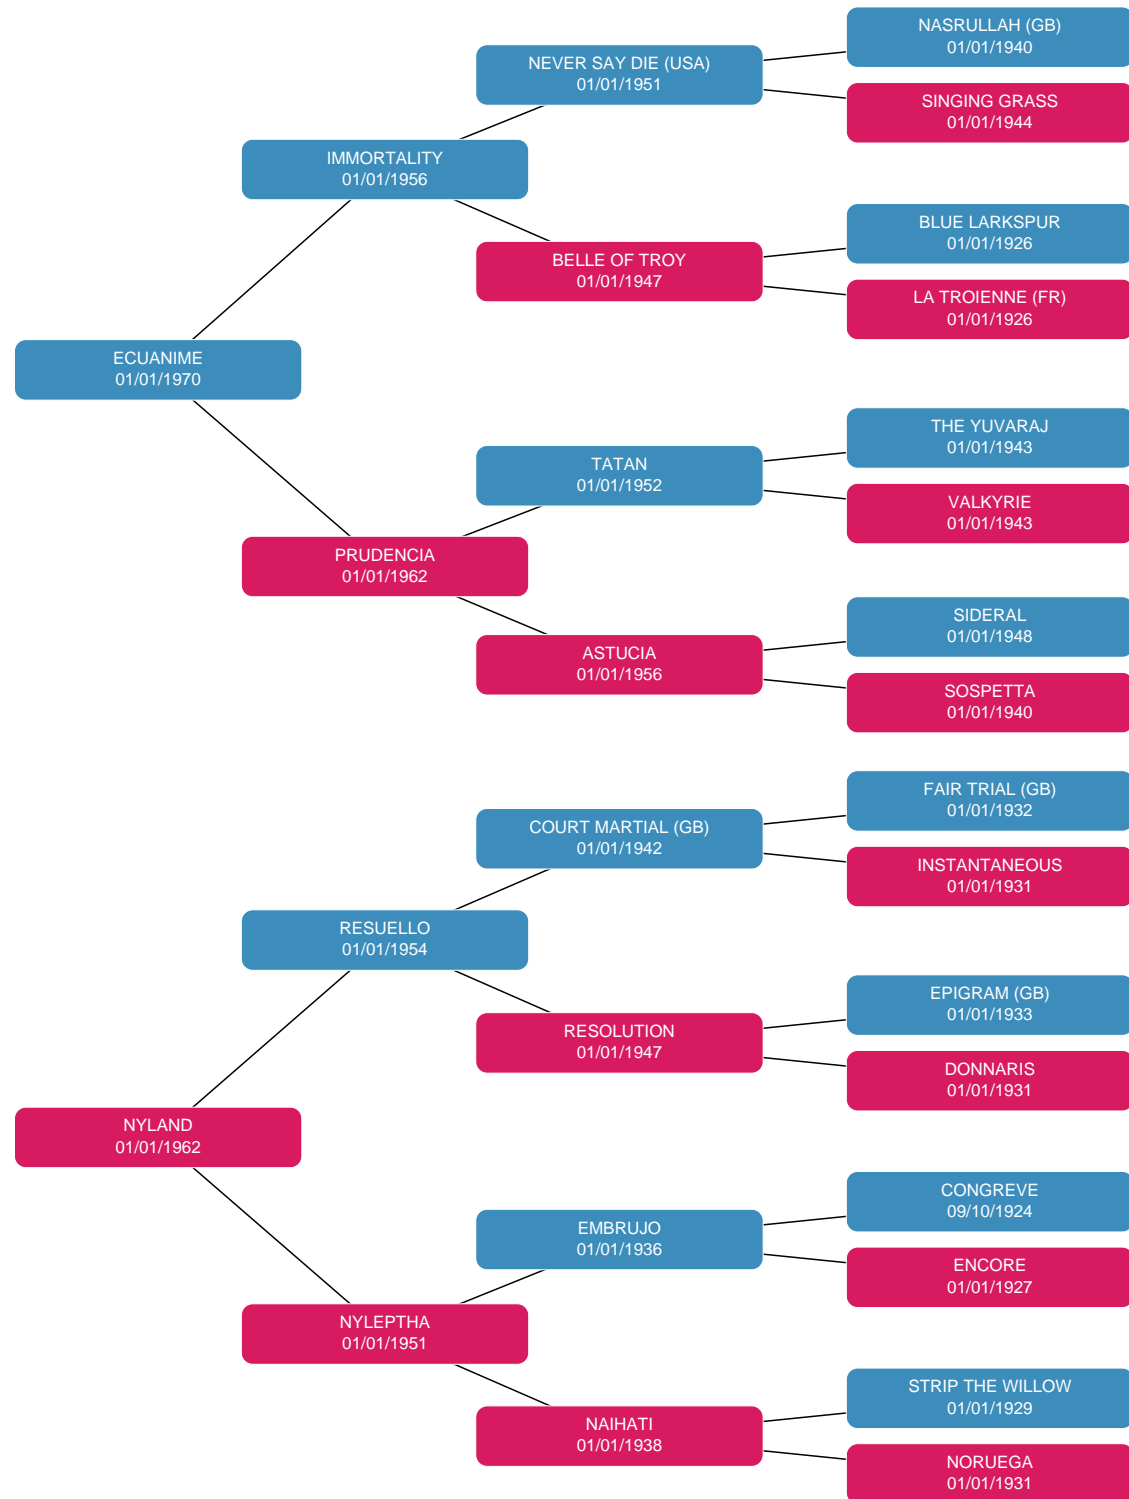 NASRULLAH (GB)
01/01/1940
NEVER SAY DIE (USA)
01/01/1951
SINGING GRASS
01/01/1944
IMMORTALITY
01/01/1956
BLUE LARKSPUR
01/01/1926
BELLE OF TROY
01/01/1947
LA TROIENNE (FR)
01/01/1926
ECUANIME
01/01/1970
THE YUVARAJ
01/01/1943
TATAN
01/01/1952
VALKYRIE
01/01/1943
PRUDENCIA
01/01/1962
SIDERAL
01/01/1948
ASTUCIA
01/01/1956
SOSPETTA
01/01/1940
FAIR TRIAL (GB)
01/01/1932
COURT MARTIAL (GB)
01/01/1942
INSTANTANEOUS
01/01/1931
RESUELLO
01/01/1954
EPIGRAM (GB)
01/01/1933
RESOLUTION
01/01/1947
DONNARIS
01/01/1931
NYLAND
01/01/1962
CONGREVE
09/10/1924
EMBRUJO
01/01/1936
ENCORE
01/01/1927
NYLEPTHA
01/01/1951
STRIP THE WILLOW
01/01/1929
NAIHATI
01/01/1938
NORUEGA
01/01/1931